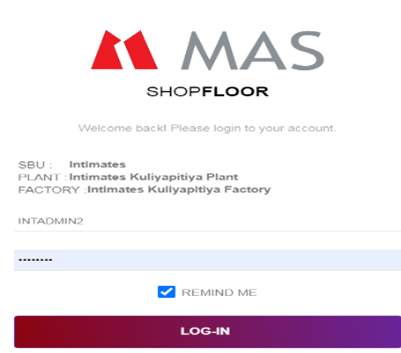 MAS
SHOPFLOOR
Welcome back! Please login to your account.
SBU : Intimates
PLANT : Intimates Kuliyapitiya Plant
FACTORY : Intimates Kuliyapitiya Factory
INTADMIN2
········
REMIND ME
LOG-IN